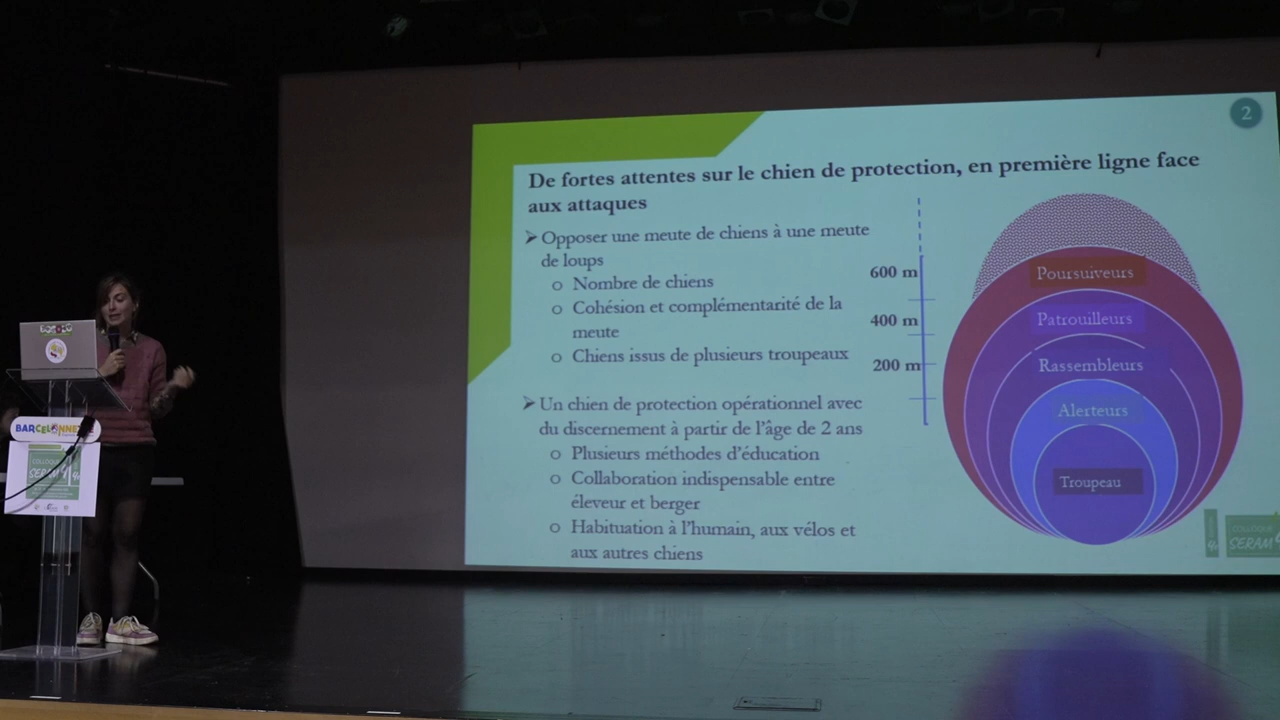 2
De fortes attentes sur le chien de protection, en première ligne face
aux attaques
➢ Opposer une meute de chiens à une meute
de loups
o Nombre de chiens
o Cohésion et complémentarité de la
meute
o Chiens issus de plusieurs troupeaux
➢ Un chien de protection opérationnel avec
du discernement à partir de l'âge de 2 ans
o Plusieurs méthodes d'éducation
o Collaboration indispensable entre
éleveur et berger
o Habituation à l'humain, aux vélos et
aux autres chiens
600 m
400 m
200 m
Poursuiveurs
Patrouilleurs
Rassembleurs
Alerteurs
Troupeau
COLLOQUE
SERAM
BARCELONNE
COLLOQUE
SERAM